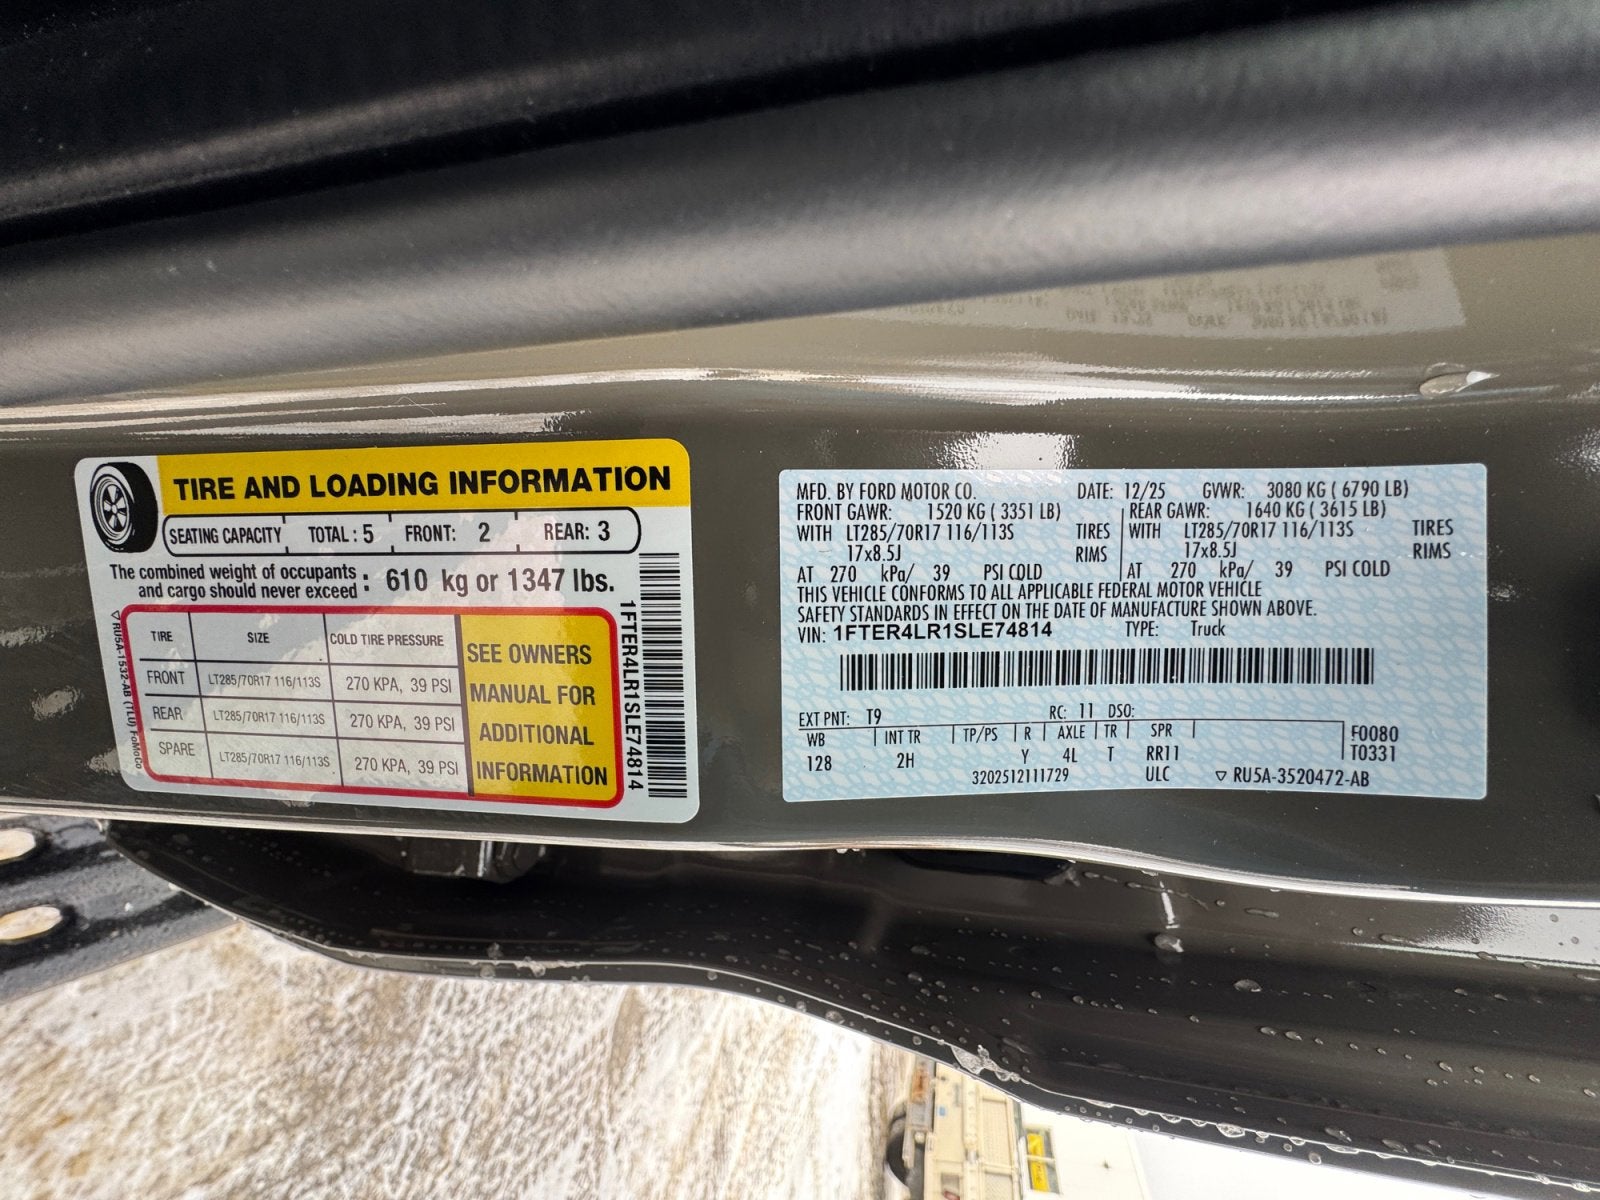 TIRE AND LOADING INFORMATION
SEATING CAPACITY TOTAL : 5 FRONT: 2 REAR: 3
The combined weight of occupants
and cargo should never exceed : 610 kg or 1347 lbs.
TIRE SIZE COLD TIRE PRESSURE
FRONT LT285/70R17 116/113S 270 KPA, 39 PSI
REAR LT285/70R17 116/113S 270 KPA, 39 PSI
SPARE LT285/70R17 116/113S 270 KPA, 39 PSI
SEE OWNERS
MANUAL FOR
ADDITIONAL
INFORMATION
RU5A-1532-AB (TLU) FoMoCo
1FTER4LR1SLE74814
MFD. BY FORD MOTOR CO. DATE: 12/25 GVWR: 3080 KG ( 6790 LB)
FRONT GAWR: 1520 KG ( 3351 LB) REAR GAWR: 1640 KG ( 3615 LB)
WITH LT285/70R17 116/113S TIRES WITH LT285/70R17 116/113S TIRES
17x8.5J RIMS 17x8.5J RIMS
AT 270 kPa/ 39 PSI COLD AT 270 kPa/ 39 PSI COLD
THIS VEHICLE CONFORMS TO ALL APPLICABLE FEDERAL MOTOR VEHICLE
SAFETY STANDARDS IN EFFECT ON THE DATE OF MANUFACTURE SHOWN ABOVE.
VIN: 1FTER4LR1SLE74814 TYPE: Truck
EXT PNT: T9 RC: 11 DSO:
WB INT TR TP/PS R AXLE TR SPR F0080
128 2H Y 4L T RR11 T0331
3202512111729 ULC RU5A-3520472-AB